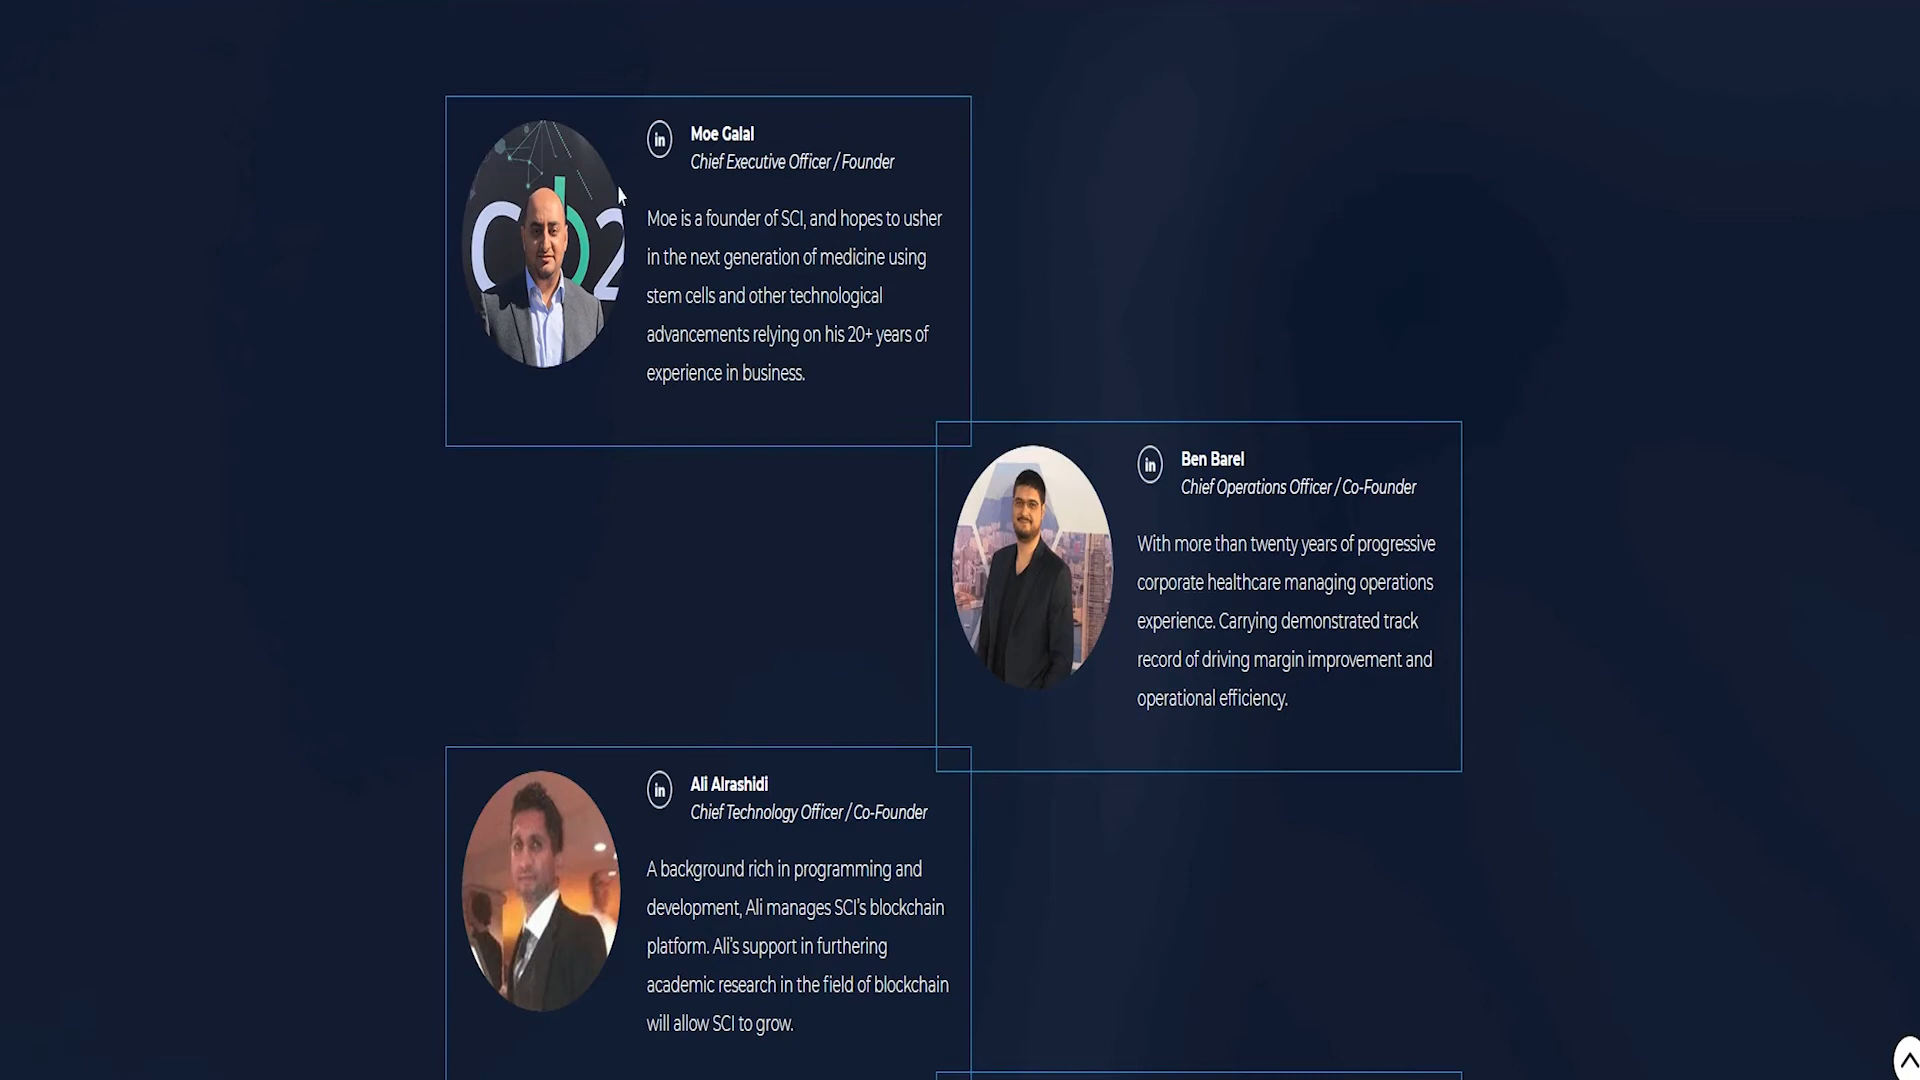 Cb2
Moe Galal
Chief Executive Officer / Founder
Moe is a founder of SCI, and hopes to usher
in the next generation of medicine using
stem cells and other technological
advancements relying on his 20+ years of
experience in business.
Ben Barel
Chief Operations Officer / Co-Founder
With more than twenty years of progressive
corporate healthcare managing operations
experience. Carrying demonstrated track
record of driving margin improvement and
operational efficiency.
Ali Alrashidi
Chief Technology Officer / Co-Founder
A background rich in programming and
development, Ali manages SCI's blockchain
platform. Ali's support in furthering
academic research in the field of blockchain
will allow SCI to grow.